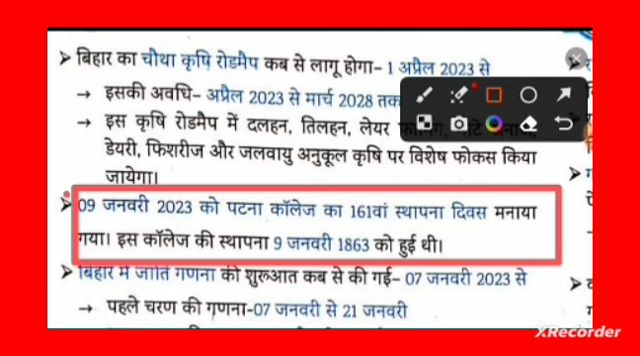 ➤ बिहार का चौथा कृषि रोडमैप कब से लागू होगा– 1 अप्रैल 2023 से
→ इसकी अवधि– अप्रैल 2023 से मार्च 2028 तक
→ इस कृषि रोडमैप में दलहन, तिलहन, लेयर
डेयरी, फिशरीज और जलवायु अनुकूल कृषि पर विशेष फोकस किया
जायेगा।
➤ 09 जनवरी 2023 को पटना कॉलेज का 161वां स्थापना दिवस मनाया
गया। इस कॉलेज की स्थापना 9 जनवरी 1863 को हुई थी।
➤ बिहार में जाति गणना की शुरुआत कब से की गई– 07 जनवरी 2023 से
→ पहले चरण की गणना-07 जनवरी से 21 जनवरी
XRecorder